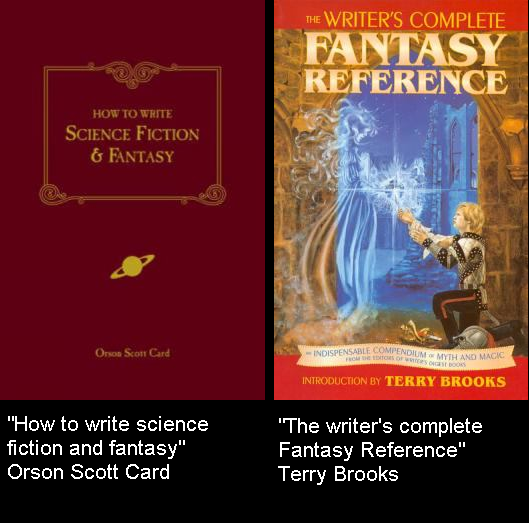 HOW TO WRITE
SCIENCE FICTION
& FANTASY
Orson Scott Card
THE WRITER'S COMPLETE
FANTASY
REFERENCE
AN INDISPENSABLE COMPENDIUM OF MYTH AND MAGIC
FROM THE EDITORS OF WRITER'S DIGEST BOOKS
INTRODUCTION BY TERRY BROOKS
"How to write science
fiction and fantasy"
Orson Scott Card
"The writer's complete
Fantasy Reference"
Terry Brooks